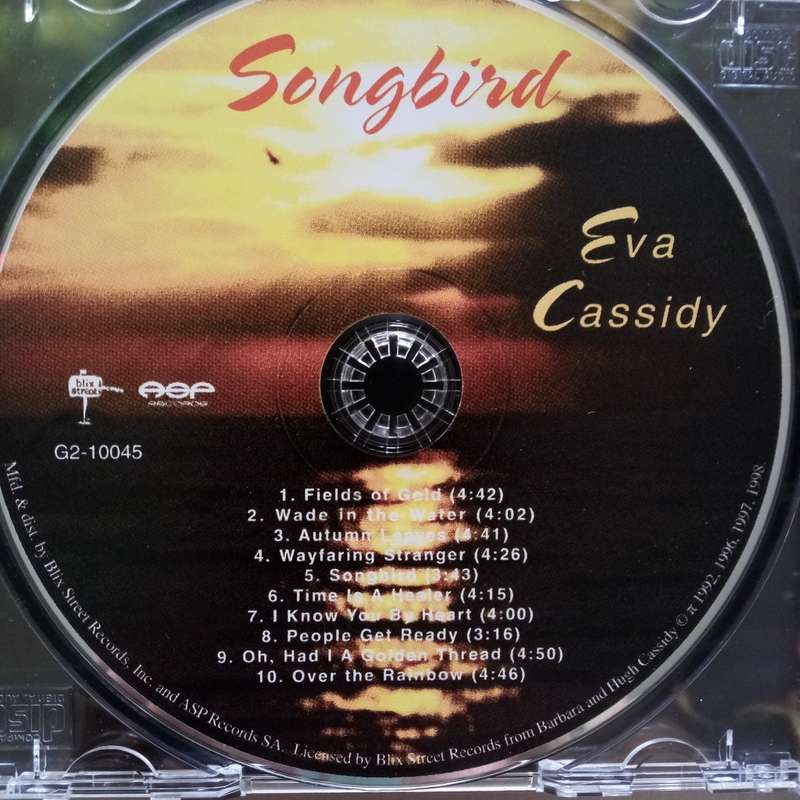 Songbird
Eva
Cassidy
blix
street
ASP
RECORDS
G2-10045
1. Fields of Gold (4:42)
2. Wade in the Water (4:02)
3. Autumn Leaves (4:41)
4. Wayfaring Stranger (4:26)
5. Songbird (3:43)
6. Time Is A Healer (4:15)
7. I Know You By Heart (4:00)
8. People Get Ready (3:16)
9. Oh, Had I A Golden Thread (4:50)
10. Over the Rainbow (4:46)
Mfd. & dist. by Blix Street Records, Inc. and ASP Records SA. Licensed by Blix Street Records from Barbara and Hugh Cassidy © π 1992, 1996, 1997, 1998